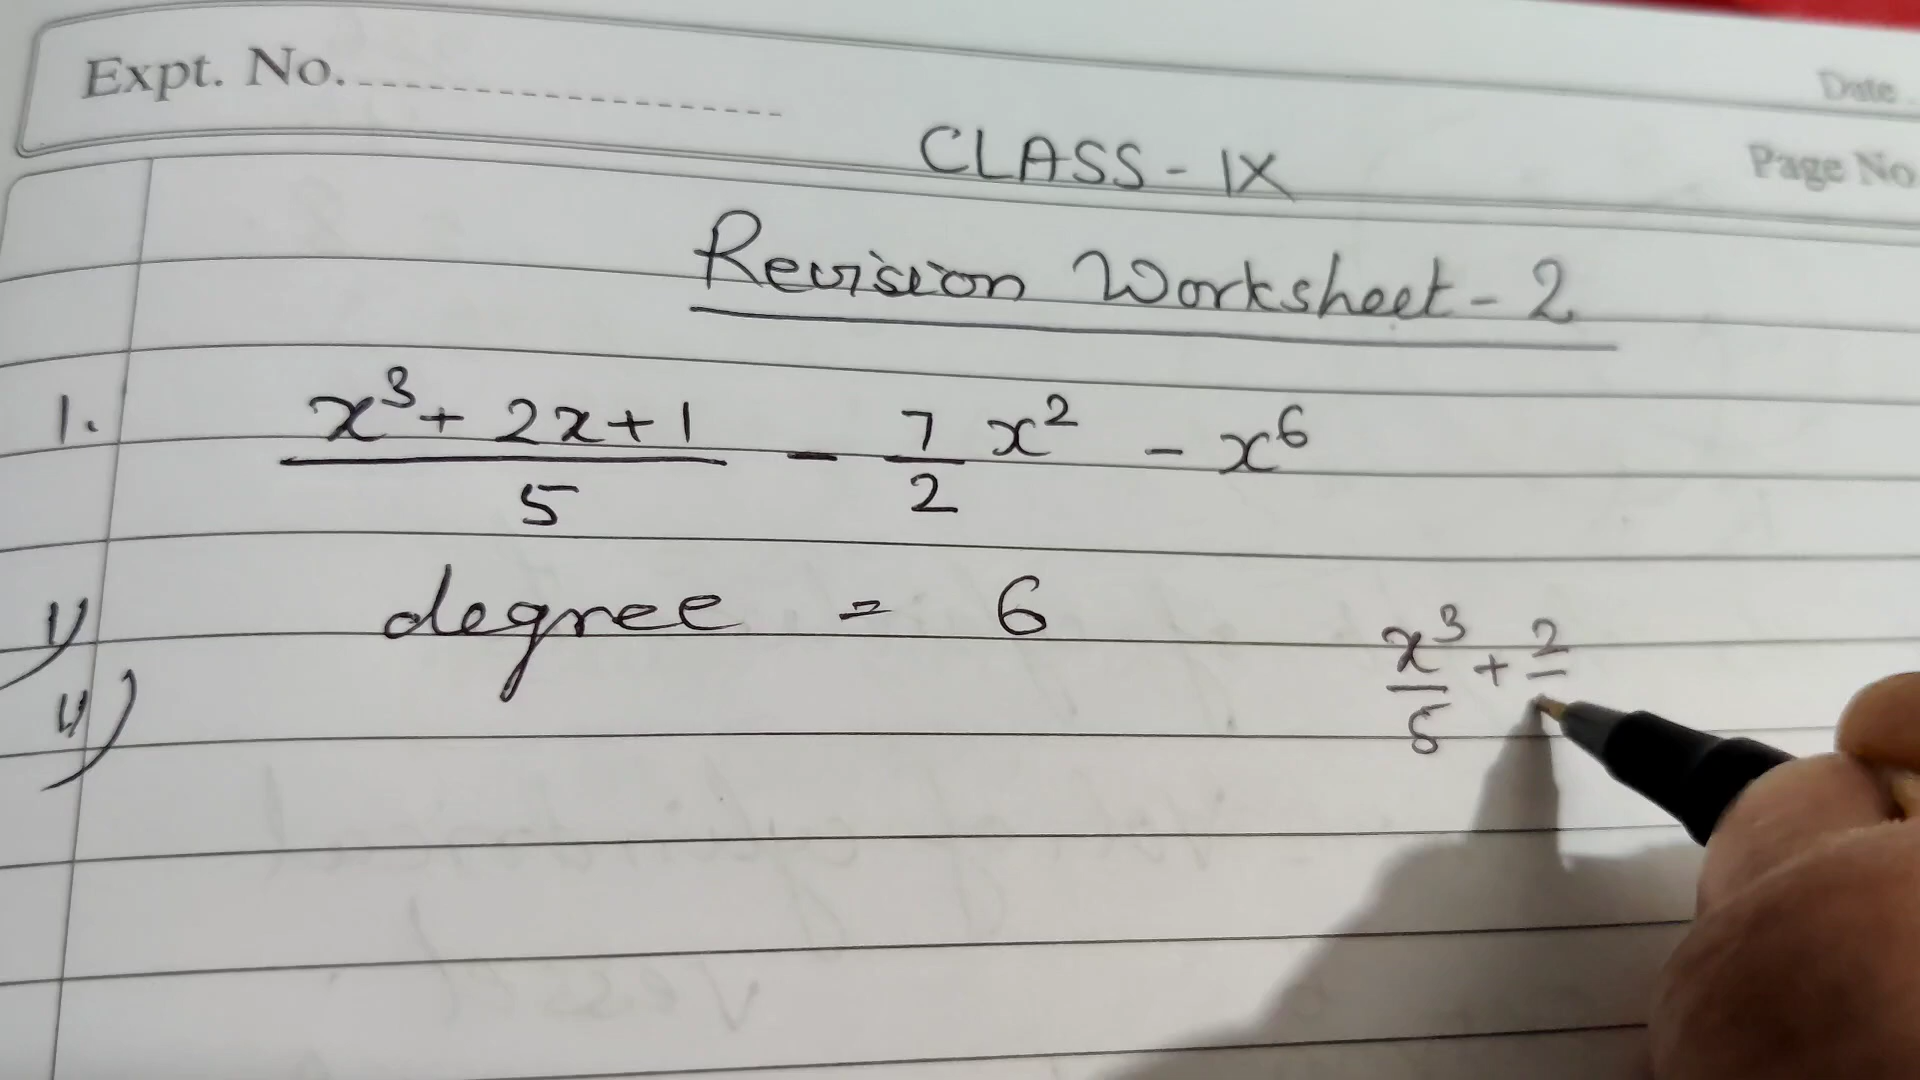 Expt. No.
Date
Page No.
CLASS - IX
Revision Worksheet - 2
1. (x³ + 2x + 1)/5 - 7/2 x² - x⁶
i) degree = 6
x³/5 + 2/
ii)